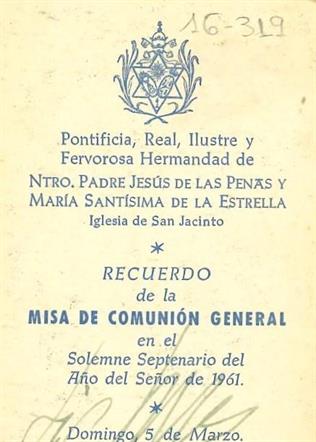 16-319
Pontificia, Real, Ilustre y
Fervorosa Hermandad de
NTRO. PADRE JESÚS DE LAS PENAS Y
MARÍA SANTÍSIMA DE LA ESTRELLA
Iglesia de San Jacinto
*
RECUERDO
de la
MISA DE COMUNIÓN GENERAL
en el
Solemne Septenario del
Año del Señor de 1961.
*
Domingo, 5 de Marzo.